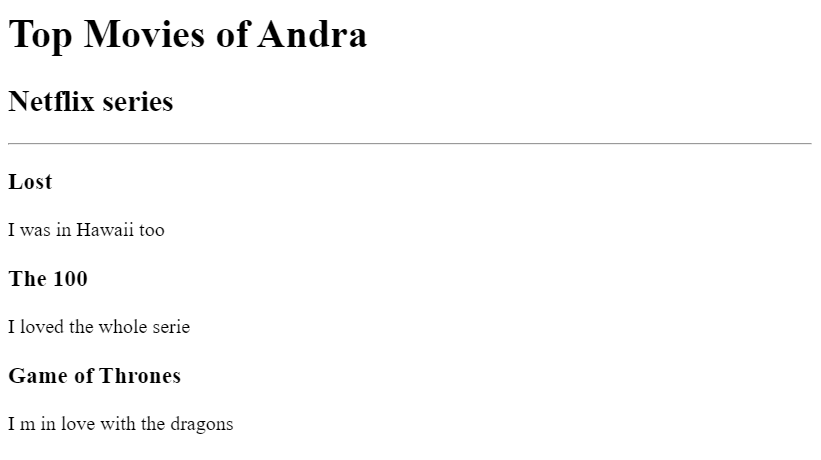 Top Movies of Andra
Netflix series
Lost
I was in Hawaii too
The 100
I loved the whole serie
Game of Thrones
I m in love with the dragons